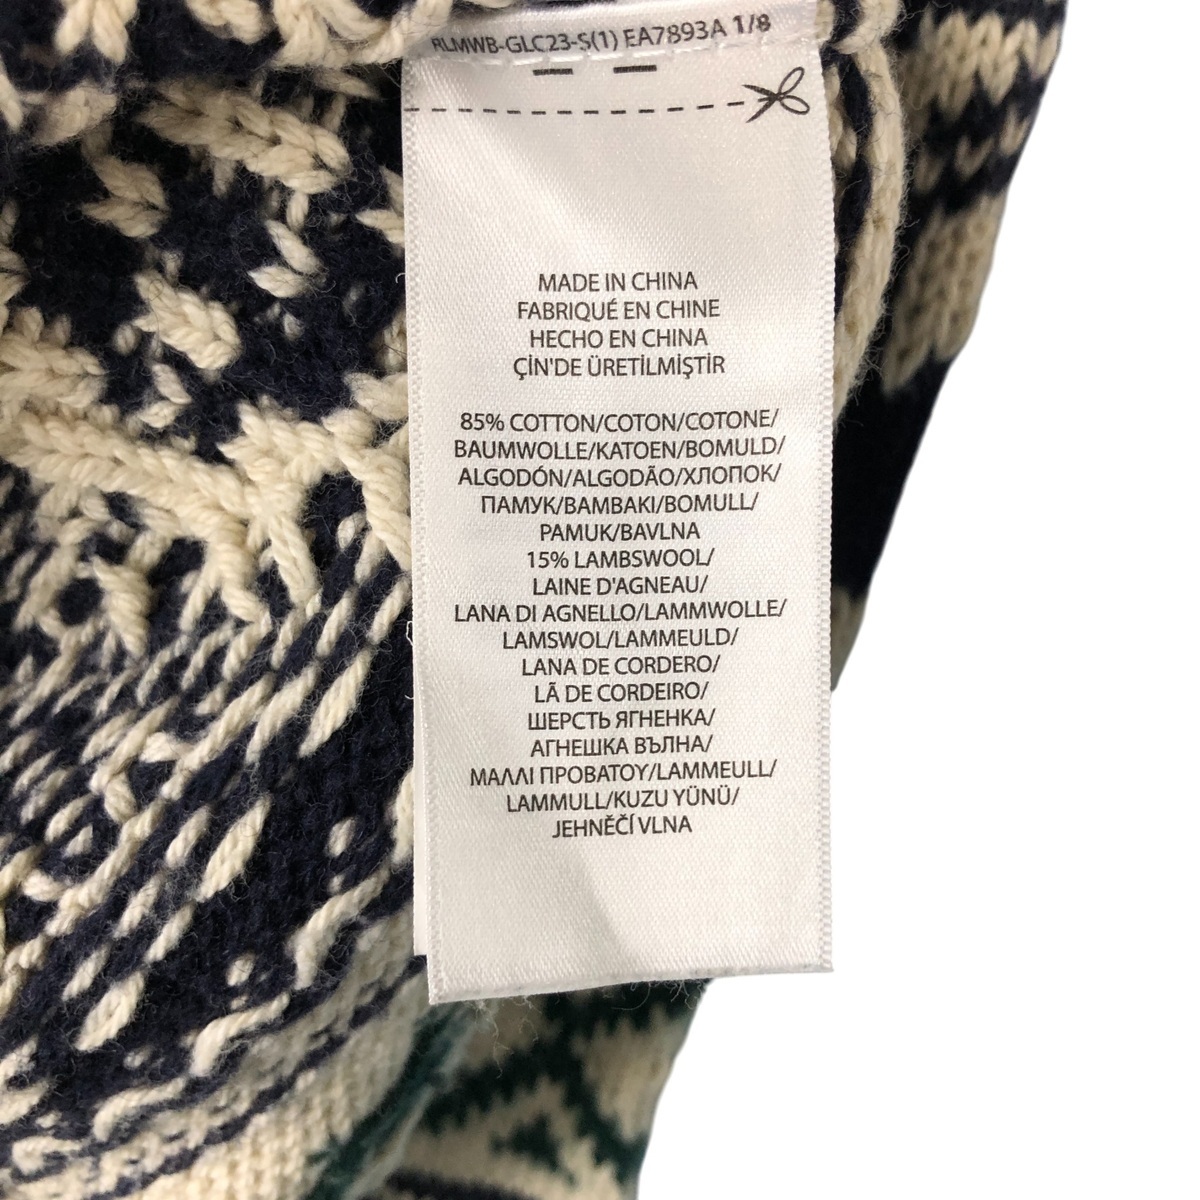 RLMWB-GLC23-S(1) EA7893A 1/8
MADE IN CHINA
FABRIQUÉ EN CHINE
HECHO EN CHINA
ÇİN'DE ÜRETİLMİŞTİR
85% COTTON/COTON/COTONE/
BAUMWOLLE/KATOEN/BOMULD/
ALGODÓN/ALGODÃO/ХЛОПОК/
ПАМУК/ΒΑΜΒΑΚΙ/BOMULL/
PAMUK/BAVLNA
15% LAMBSWOOL/
LAINE D'AGNEAU/
LANA DI AGNELLO/LAMMWOLLE/
LAMSWOL/LAMMEULD/
LANA DE CORDERO/
LÃ DE CORDEIRO/
ШЕРСТЬ ЯГНЕНКА/
АГНЕШКА ВЪЛНА/
ΜΑΛΛΙ ΠΡΟΒΑΤΟΥ/LAMMEULL/
LAMMULL/KUZU YÜNÜ/
JEHNĚČÍ VLNA